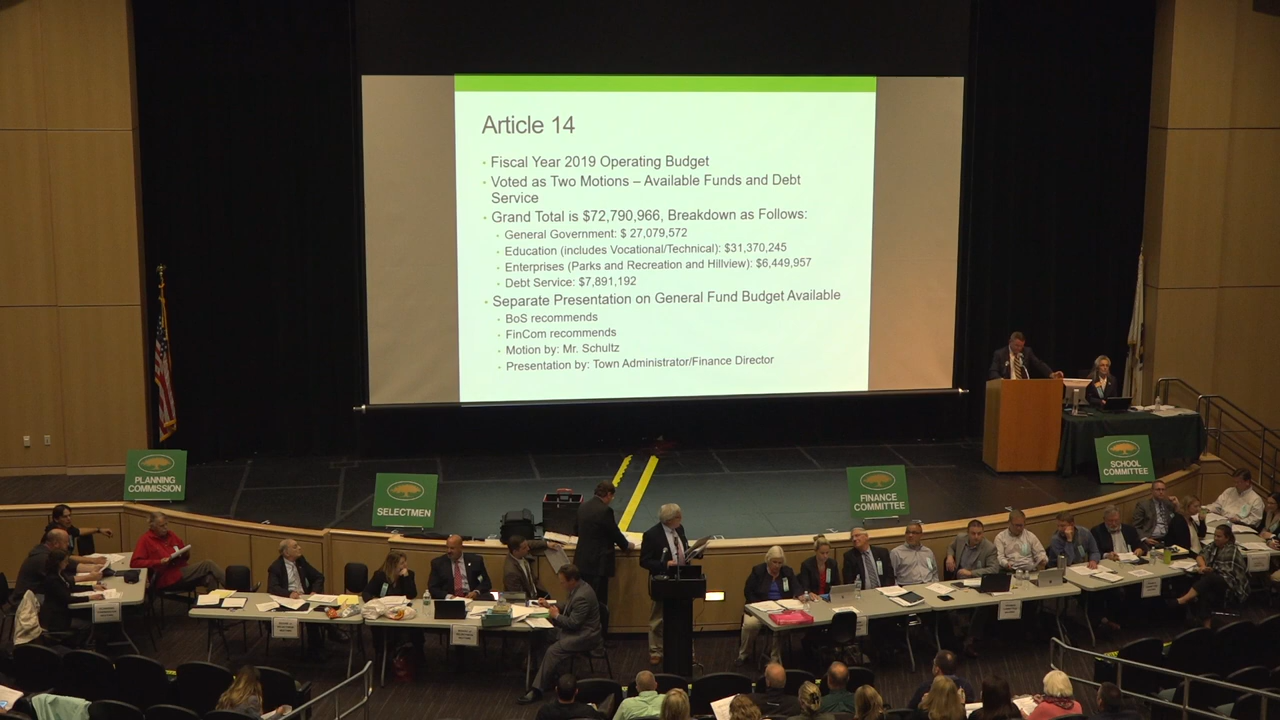 Article 14
Fiscal Year 2019 Operating Budget
Voted as Two Motions – Available Funds and Debt
Service
Grand Total is $72,790,966, Breakdown as Follows:
General Government: $ 27,079,572
Education (includes Vocational/Technical): $31,370,245
Enterprises (Parks and Recreation and Hillview): $6,449,957
Debt Service: $7,891,192
Separate Presentation on General Fund Budget Available
BoS recommends
FinCom recommends
Motion by: Mr. Schultz
Presentation by: Town Administrator/Finance Director
PLANNING
COMMISSION
SELECTMEN
FINANCE
COMMITTEE
SCHOOL
COMMITTEE